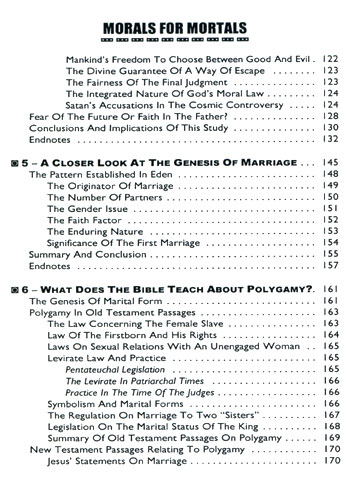 MORALS FOR MORTALS
Mankind's Freedom To Choose Between Good And Evil . 122
The Divine Guarantee Of A Way Of Escape ........ 123
The Fairness Of The Final Judgment ............ 123
The Integrated Nature Of God's Moral Law ........ 124
Satan's Accusations In The Cosmic Controversy ..... 124
Fear Of The Future Or Faith In The Father? .......... 128
Conclusions And Implications Of This Study .......... 130
Endnotes ................................ 132
5 – A CLOSER LOOK AT THE GENESIS OF MARRIAGE ... 145
The Pattern Established In Eden .................. 148
The Originator Of Marriage .................. 149
The Number Of Partners .................... 150
The Gender Issue ......................... 151
The Faith Factor .......................... 152
The Enduring Nature ...................... 153
Significance Of The First Marriage .............. 154
Summary And Conclusion ...................... 155
Endnotes ................................ 157
6 – WHAT DOES THE BIBLE TEACH ABOUT POLYGAMY?. 161
The Genesis Of Marital Form .................... 161
Polygamy In Old Testament Passages .............. 163
The Law Concerning The Female Slave .......... 163
Law Of The Firstborn And His Rights ............ 164
Laws On Sexual Relations With An Unengaged Woman .. 165
Levirate Law And Practice .................... 165
Pentateuchal Legislation .................... 165
The Levirate In Patriarchal Times .............. 166
Practice In The Time Of The Judges .............. 166
Symbolism And Marital Forms ................ 166
The Regulation On Marriage To Two "Sisters" ...... 167
Legislation On The Marital Status Of The King ...... 168
Summary Of Old Testament Passages On Polygamy ...... 169
New Testament Passages Relating To Polygamy ........ 170
Jesus' Statements On Marriage ................ 170